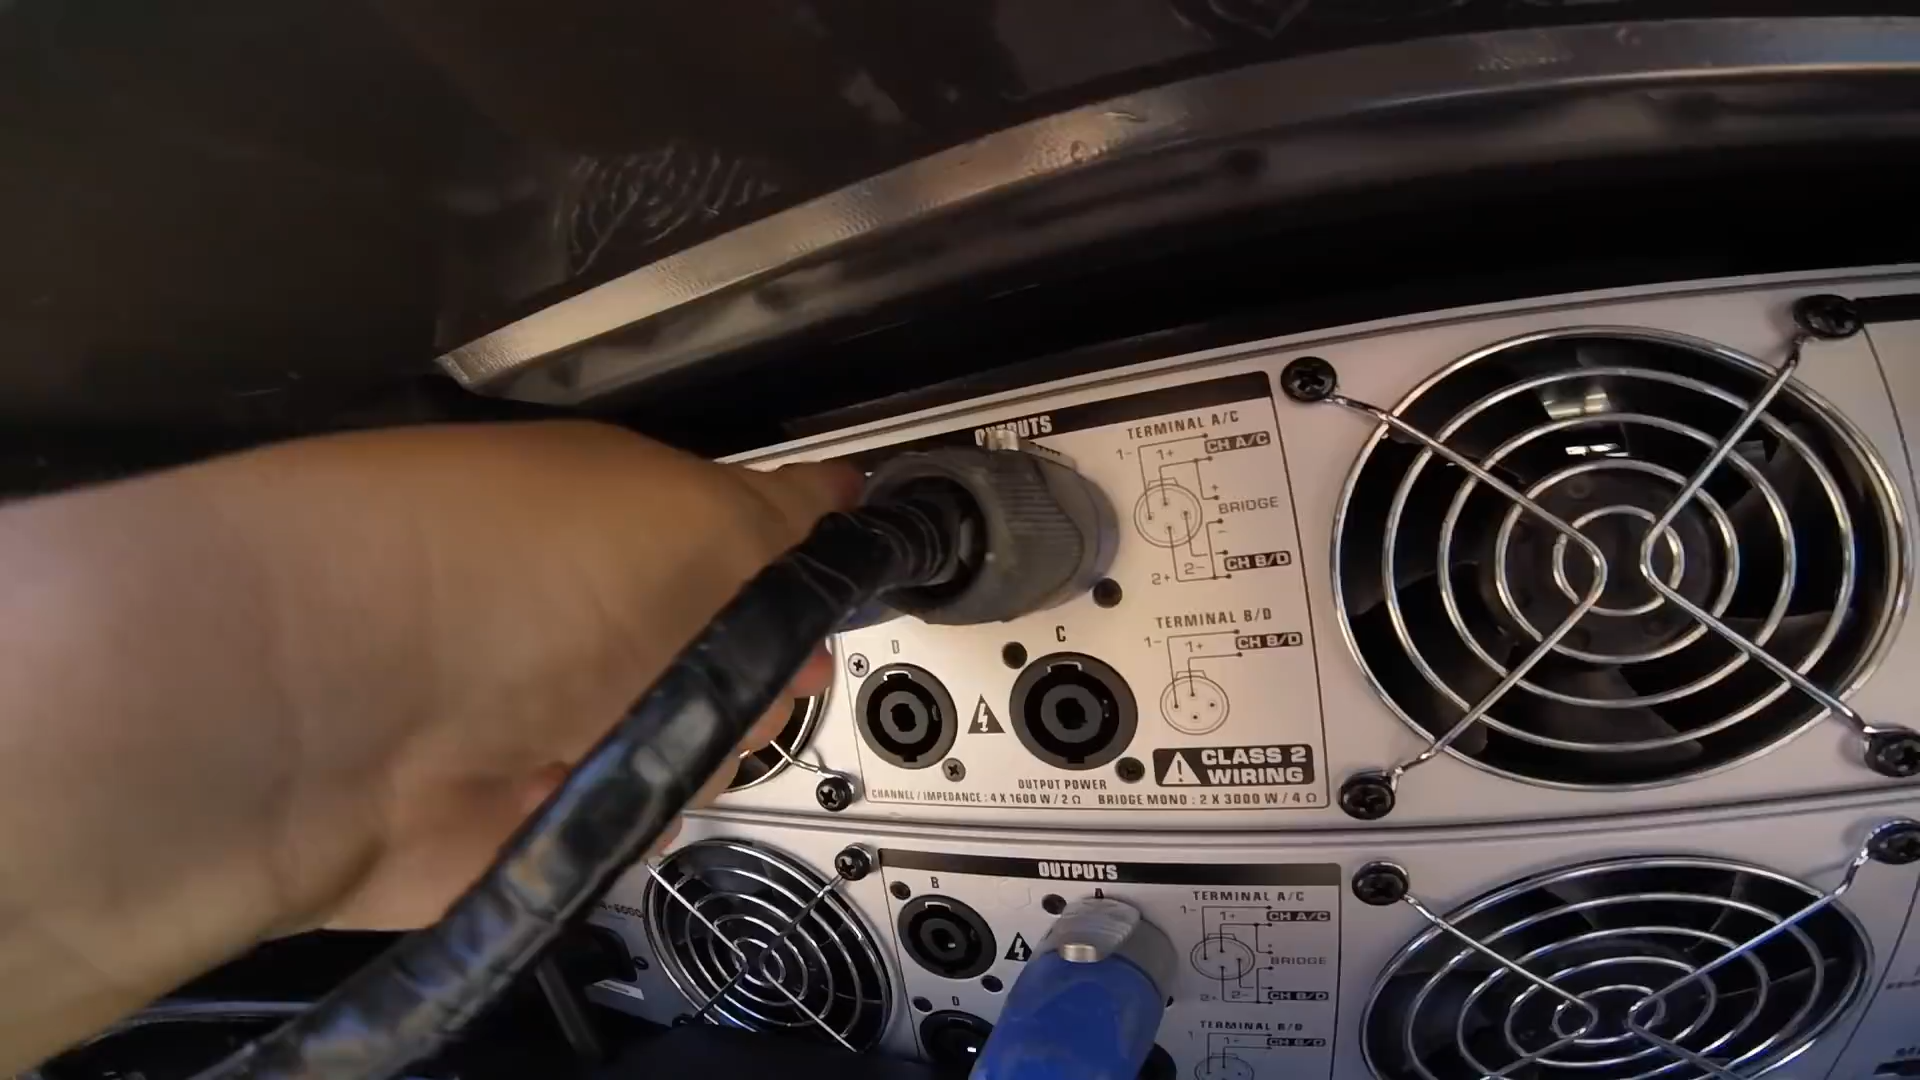 OUTPUTS
TERMINAL A/C
1- 1+ CH A/C
+
BRIDGE
-
2+ 2- CH B/D
TERMINAL B/D
1- 1+ CH B/D
D C
CLASS 2
WIRING
OUTPUT POWER
CHANNEL / IMPEDANCE : 4 X 1600 W / 2 Ω BRIDGE MONO : 2 X 3000 W / 4 Ω
OUTPUTS
B A
TERMINAL A/C
1- 1+ CH A/C
BRIDGE
2+ 2- CH B/D
D
TERMINAL B/D
1- 1+ CH B/D